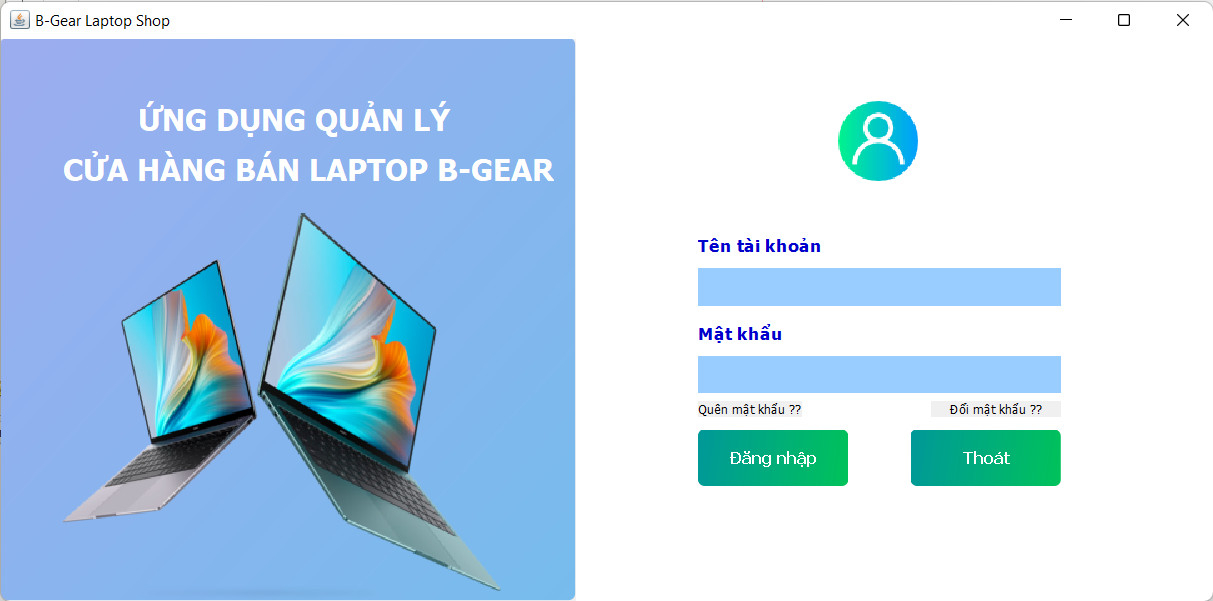 B-Gear Laptop Shop
ỨNG DỤNG QUẢN LÝ
CỬA HÀNG BÁN LAPTOP B-GEAR
Tên tài khoản
Mật khẩu
Quên mật khẩu ??
Đổi mật khẩu ??
Đăng nhập
Thoát